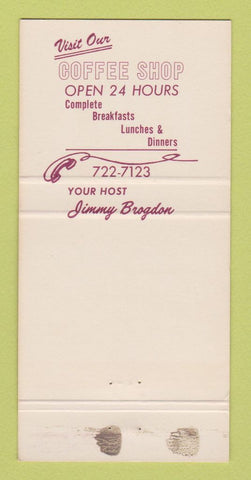 Visit Our
COFFEE SHOP
OPEN 24 HOURS
Complete
Breakfasts
Lunches &
Dinners
722-7123
YOUR HOST
Jimmy Brogdon